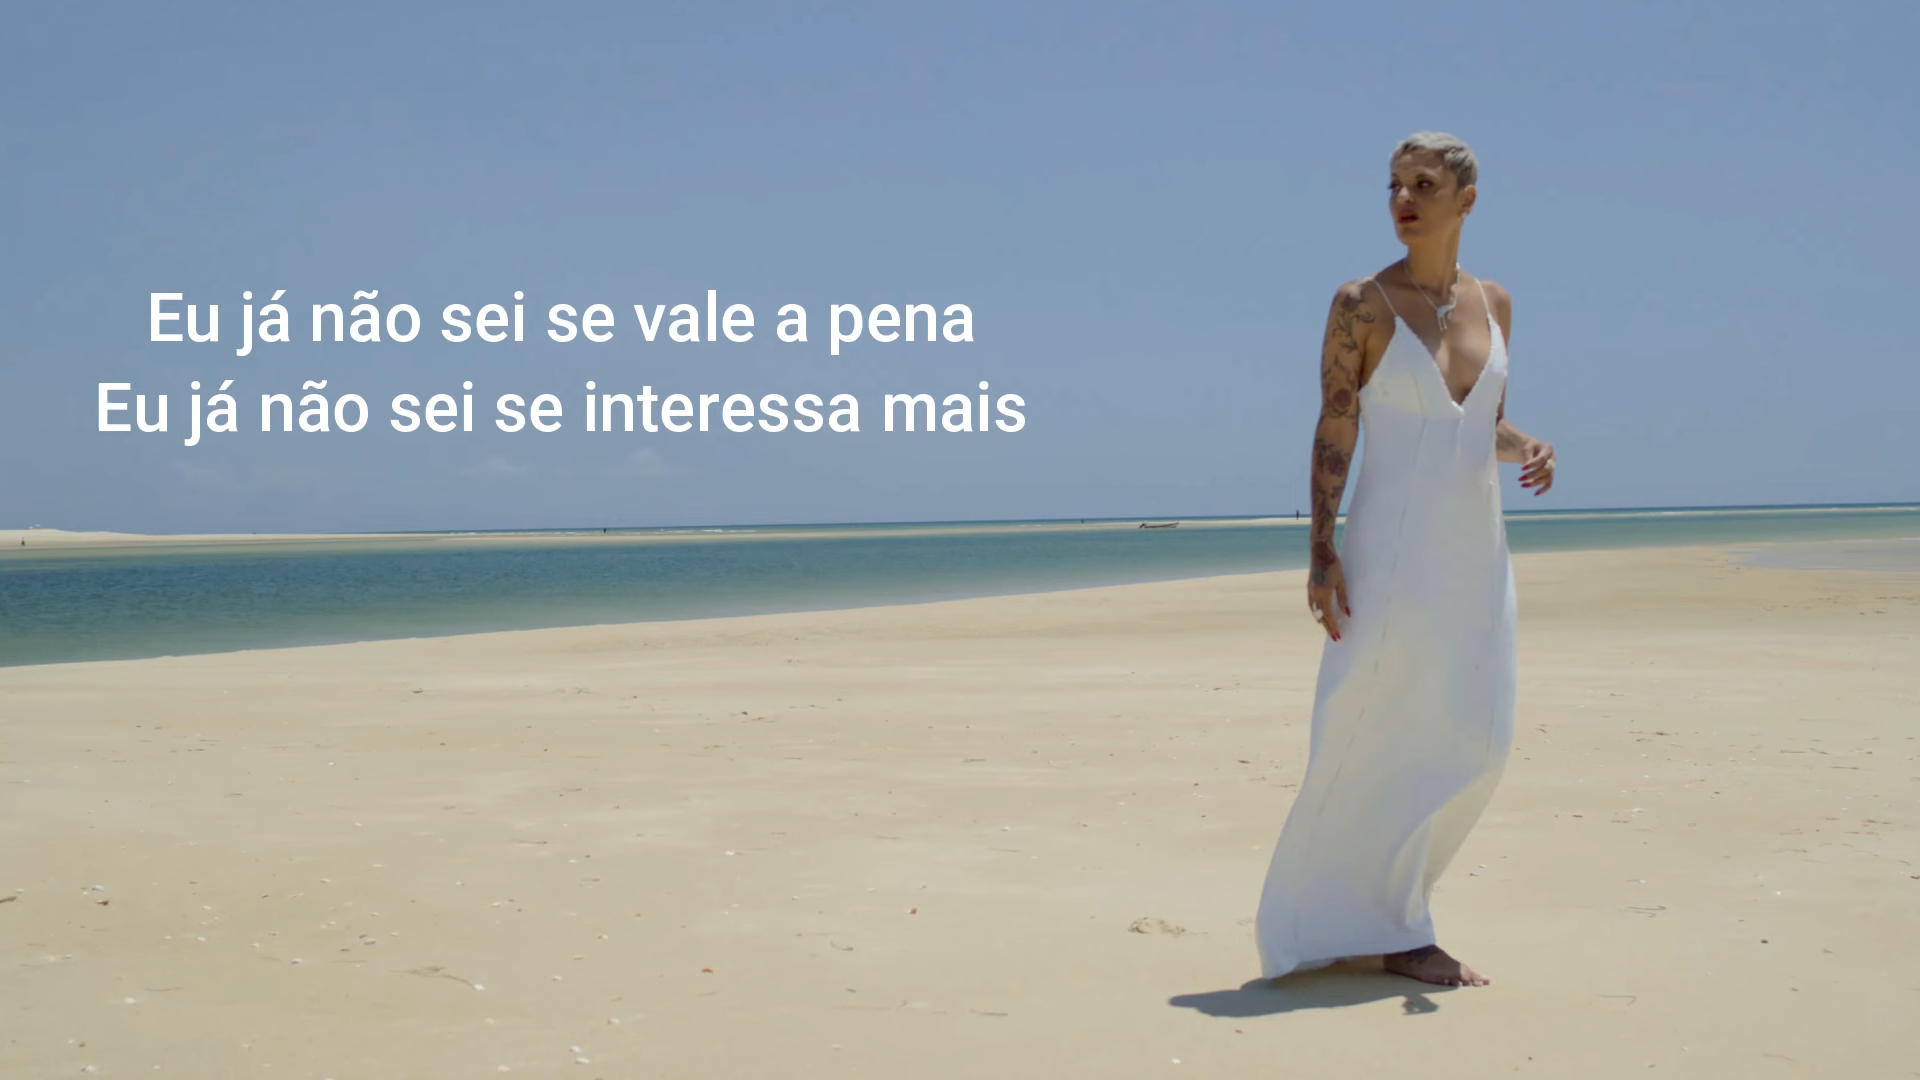 Eu já não sei se vale a pena
Eu já não sei se interessa mais